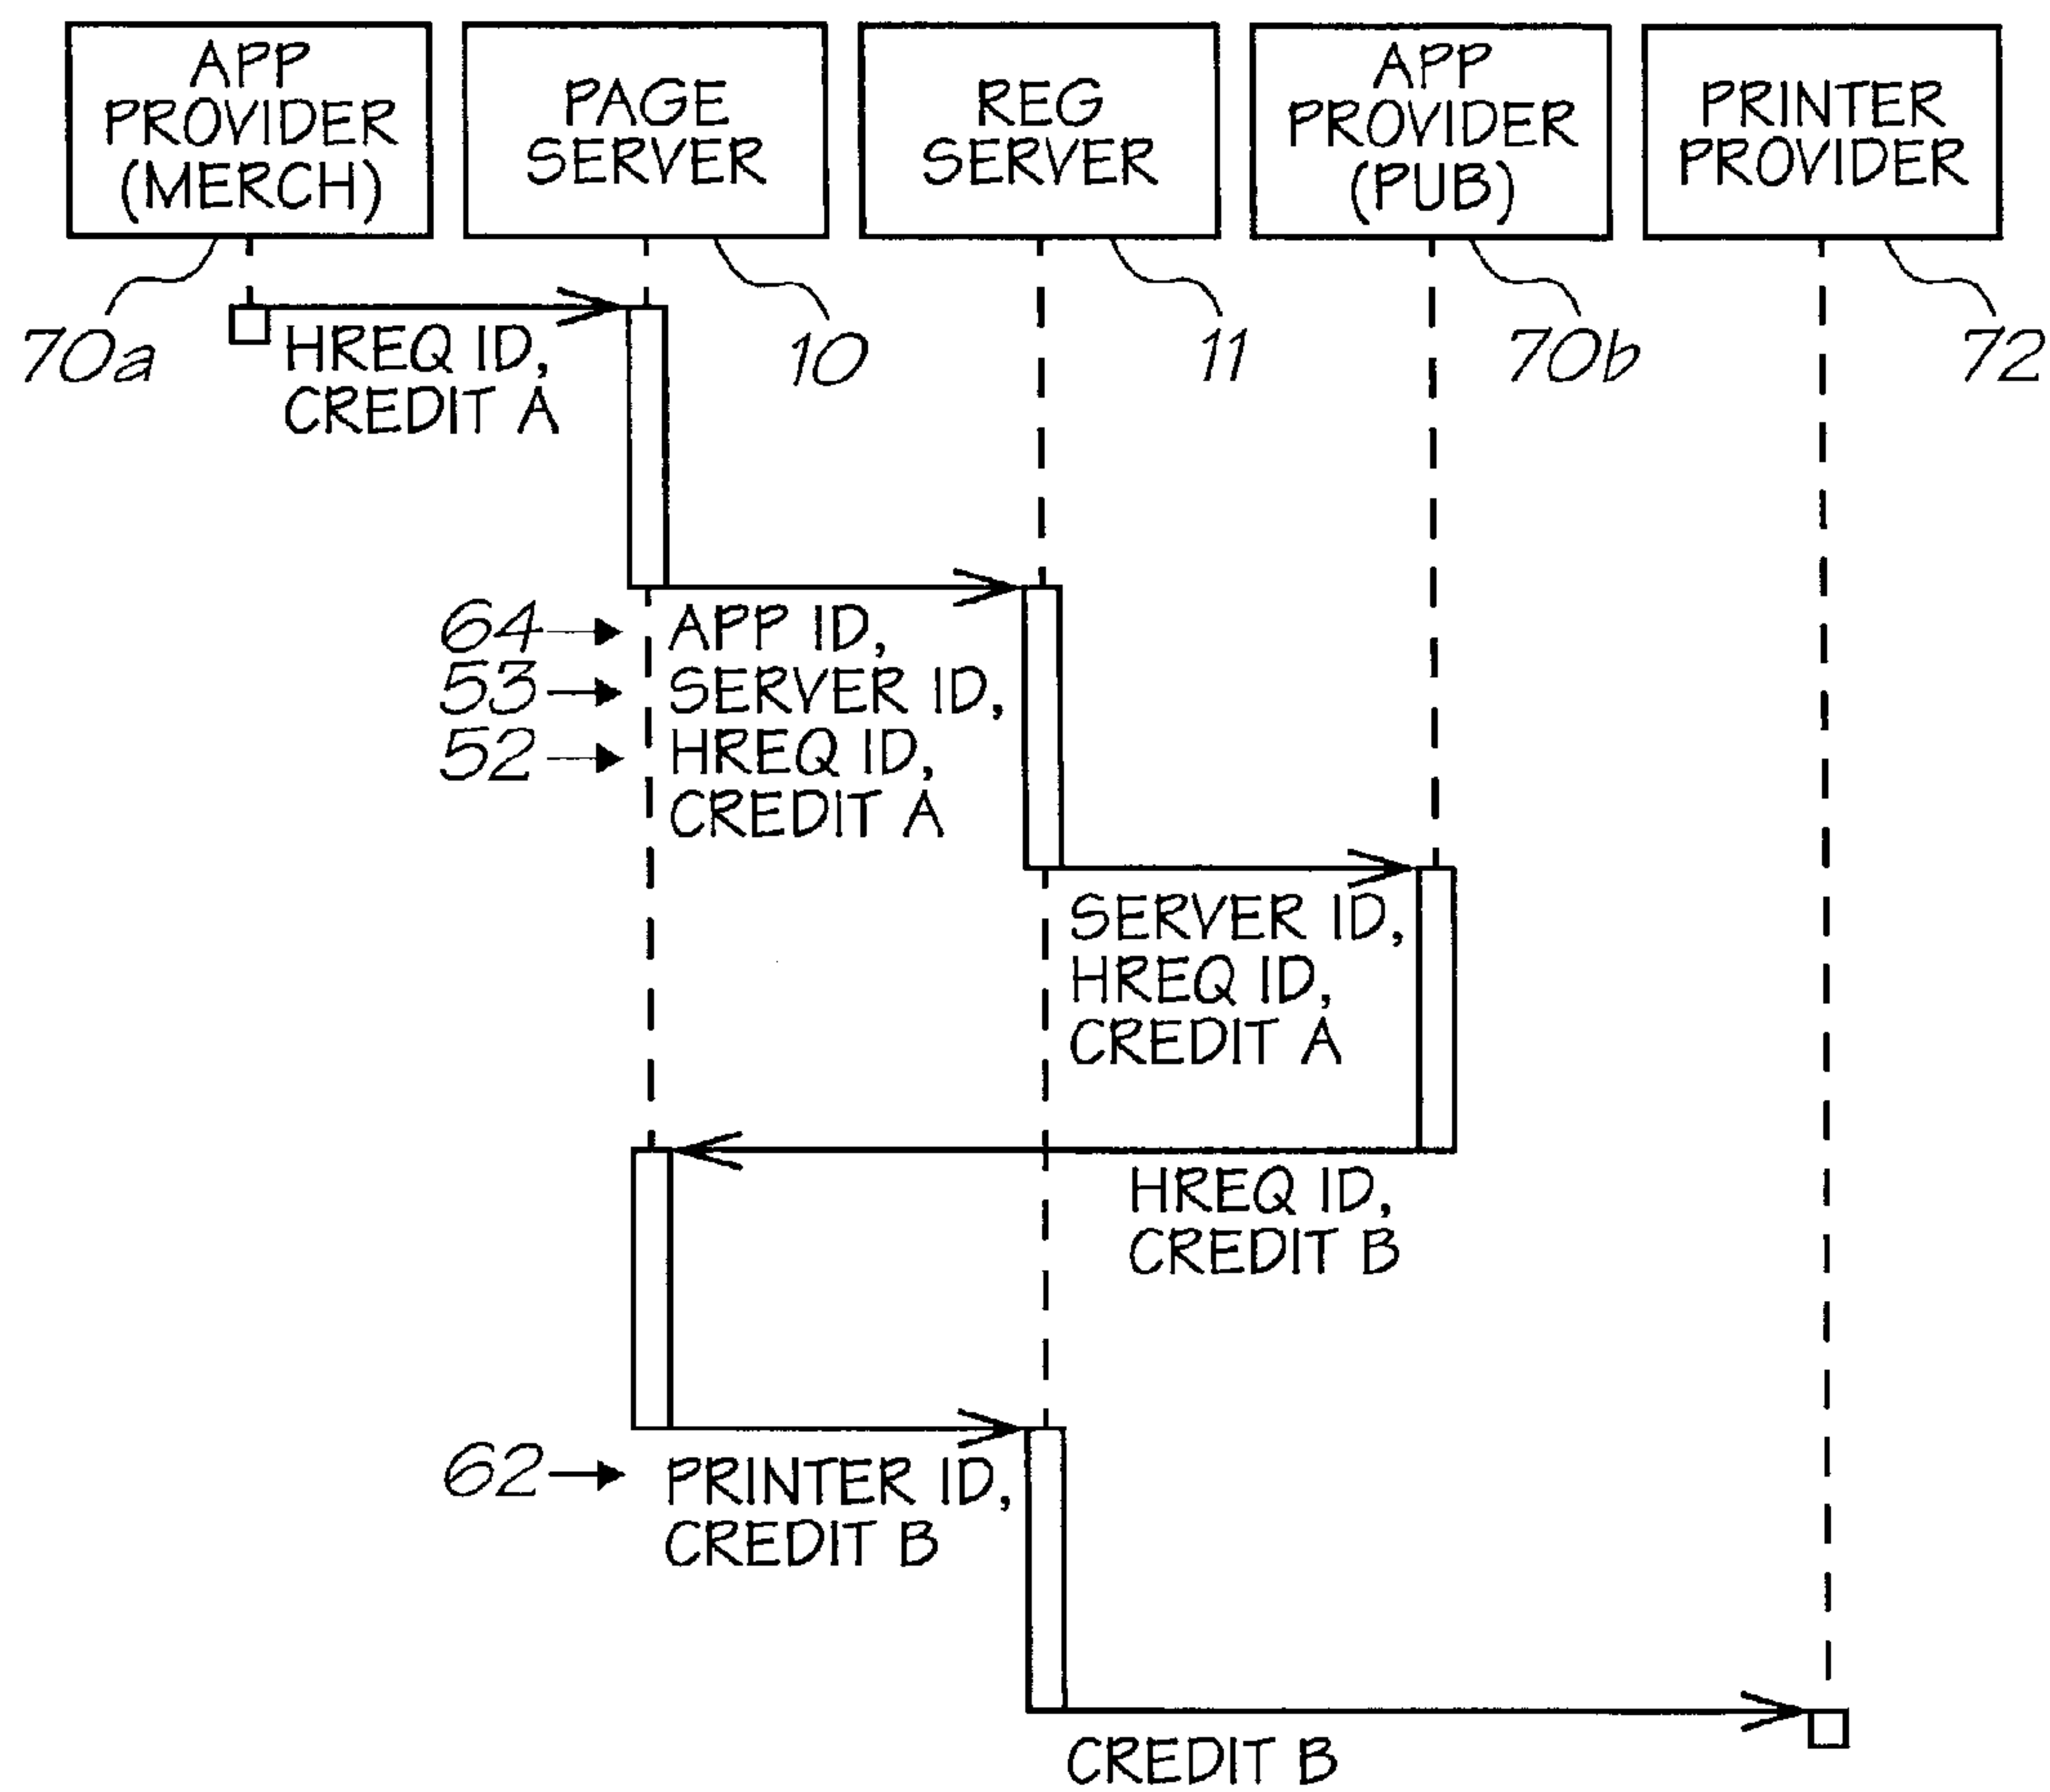 APP
PROVIDER
(MERCH)
PAGE
SERVER
REG
SERVER
APP
PROVIDER
(PUB)
PRINTER
PROVIDER
70a
10
11
70b
72
HREQ ID,
CREDIT A
64
APP ID,
53
SERVER ID,
52
HREQ ID,
CREDIT A
SERVER ID,
HREQ ID,
CREDIT A
HREQ ID,
CREDIT B
62
PRINTER ID,
CREDIT B
CREDIT B